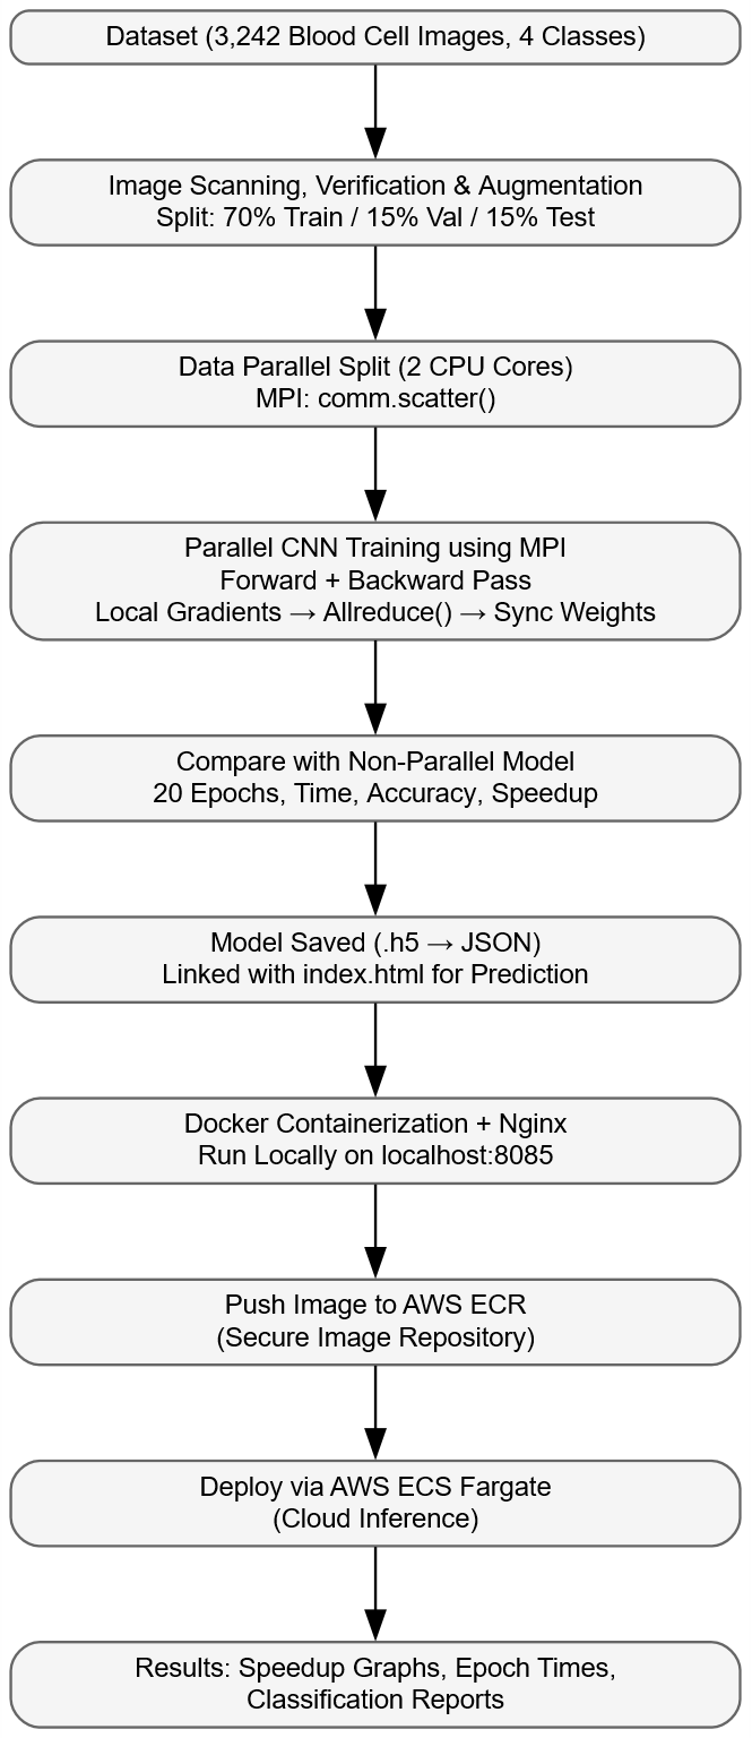 Dataset (3,242 Blood Cell Images, 4 Classes)
Image Scanning, Verification & Augmentation
Split: 70% Train / 15% Val / 15% Test
Data Parallel Split (2 CPU Cores)
MPI: comm.scatter()
Parallel CNN Training using MPI
Forward + Backward Pass
Local Gradients → Allreduce() → Sync Weights
Compare with Non-Parallel Model
20 Epochs, Time, Accuracy, Speedup
Model Saved (.h5 → JSON)
Linked with index.html for Prediction
Docker Containerization + Nginx
Run Locally on localhost:8085
Push Image to AWS ECR
(Secure Image Repository)
Deploy via AWS ECS Fargate
(Cloud Inference)
Results: Speedup Graphs, Epoch Times,
Classification Reports